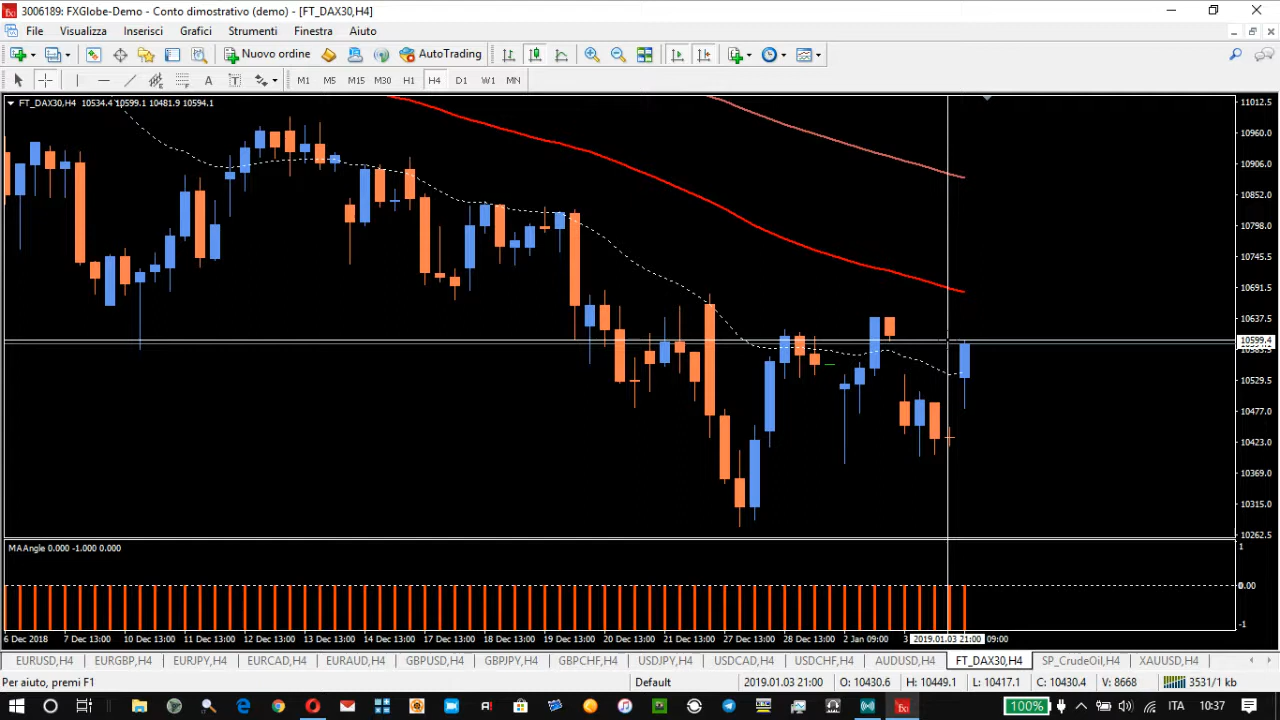 3006189: FXGlobe-Demo - Conto dimostrativo (demo) - [FT_DAX30,H4]
File Visualizza Inserisci Grafici Strumenti Finestra Aiuto
Nuovo ordine AutoTrading
A T M1 M5 M15 M30 H1 H4 D1 W1 MN
FT_DAX30,H4 10534.4 10599.1 10481.9 10594.1
11012.5
10960.0
10906.0
10852.0
10798.0
10745.5
10691.5
10637.5
10599.4
10529.5
10477.0
10423.0
10369.0
10315.0
10262.5
MAAngle 0.000 -1.000 0.000
1
0.00
-1
6 Dec 2018 7 Dec 13:00 10 Dec 13:00 11 Dec 13:00 12 Dec 13:00 13 Dec 13:00 14 Dec 13:00 17 Dec 13:00 18 Dec 13:00 19 Dec 13:00 20 Dec 13:00 21 Dec 13:00 27 Dec 13:00 28 Dec 13:00 2 Jan 09:00 3 2019.01.03 21:00 09:00
EURUSD,H4 EURGBP,H4 EURJPY,H4 EURCAD,H4 EURAUD,H4 GBPUSD,H4 GBPJPY,H4 GBPCHF,H4 USDJPY,H4 USDCAD,H4 USDCHF,H4 AUDUSD,H4 FT_DAX30,H4 SP_CrudeOil,H4 XAUUSD,H4
Per aiuto, premi F1 Default 2019.01.03 21:00 O: 10430.6 H: 10449.1 L: 10417.1 C: 10430.4 V: 8668 3531/1 kb
100% ITA 10:37